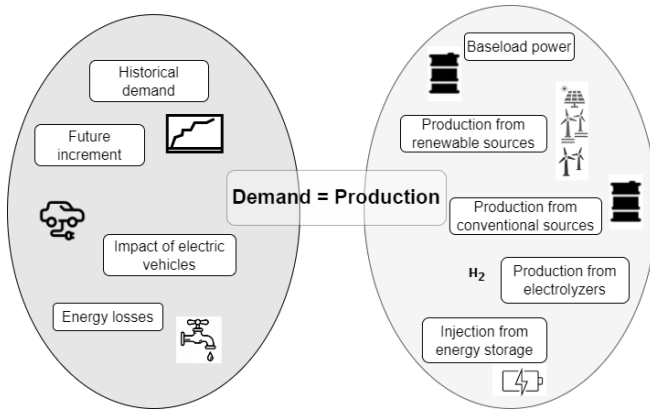 Historical
demand
Future
increment
Impact of electric
vehicles
Energy losses
Demand = Production
Baseload power
Production from
renewable sources
Production from
conventional sources
H₂
Production from
electrolyzers
Injection from
energy storage